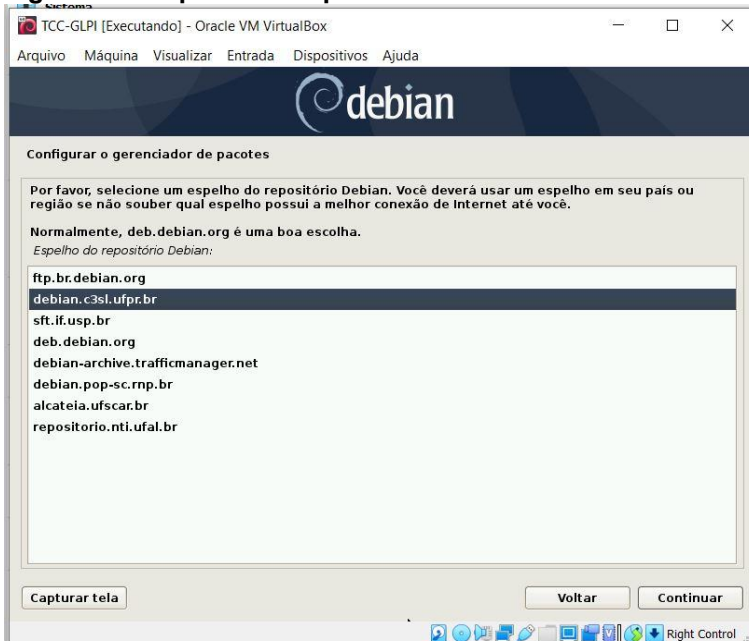 Sistema
TCC-GLPI [Executando] - Oracle VM VirtualBox
Arquivo Máquina Visualizar Entrada Dispositivos Ajuda
debian
Configurar o gerenciador de pacotes
Por favor, selecione um espelho do repositório Debian. Você deverá usar um espelho em seu país ou
região se não souber qual espelho possui a melhor conexão de Internet até você.
Normalmente, deb.debian.org é uma boa escolha.
Espelho do repositório Debian:
ftp.br.debian.org
debian.c3sl.ufpr.br
sft.if.usp.br
deb.debian.org
debian-archive.trafficmanager.net
debian.pop-sc.rnp.br
alcateia.ufscar.br
repositorio.nti.ufal.br
Capturar tela
Voltar
Continuar
Right Control